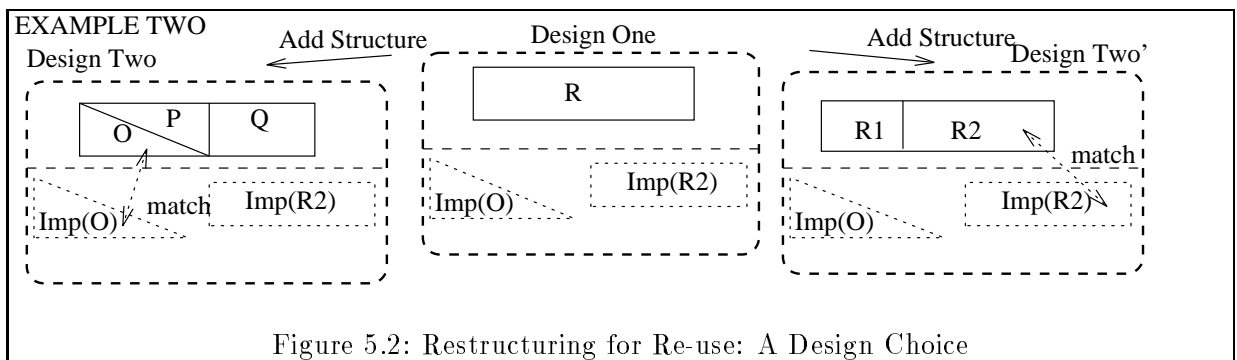 EXAMPLE TWO
Design Two
Add Structure
Design One
Add Structure
Design Two’
O
P
Q
match
Imp(O)
Imp(R2)
R
Imp(O)
Imp(R2)
R1
R2
match
Imp(O)
Imp(R2)
Figure 5.2: Restructuring for Re-use: A Design Choice